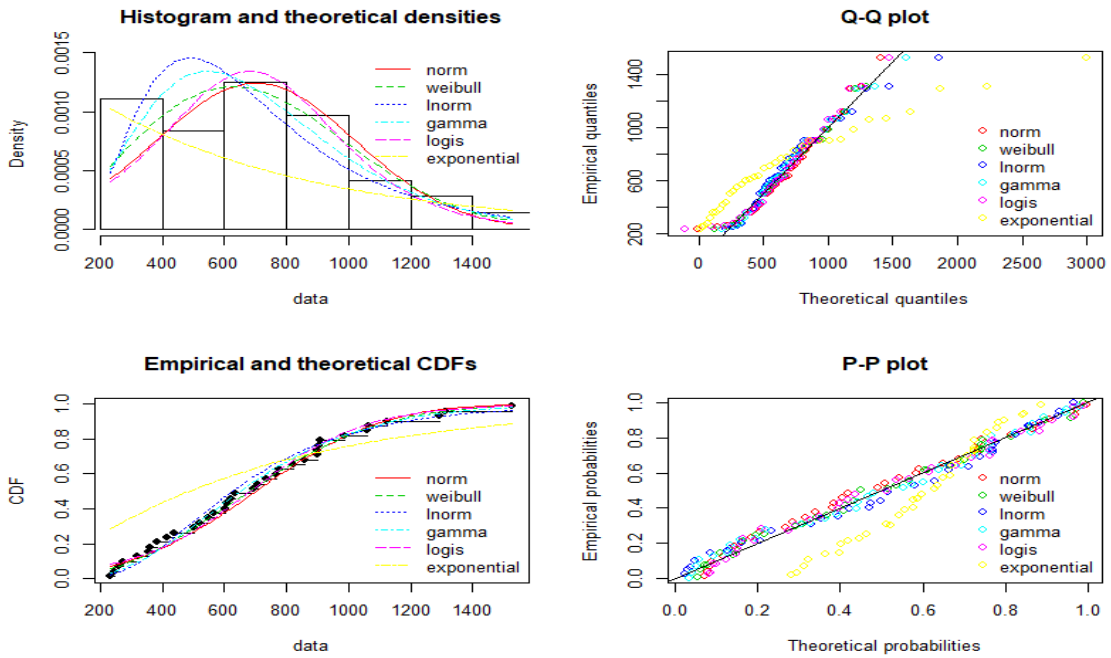 Histogram and theoretical densities
Density
0.0000 0.0005 0.0010 0.0015
norm
weibull
lnorm
gamma
logis
exponential
200 400 600 800 1000 1200 1400
data
Q-Q plot
Empirical quantiles
200 600 1000 1400
norm
weibull
lnorm
gamma
logis
exponential
0 500 1000 1500 2000 2500 3000
Theoretical quantiles
Empirical and theoretical CDFs
CDF
0.0 0.2 0.4 0.6 0.8 1.0
norm
weibull
lnorm
gamma
logis
exponential
200 400 600 800 1000 1200 1400
data
P-P plot
Empirical probabilities
0.0 0.2 0.4 0.6 0.8 1.0
norm
weibull
lnorm
gamma
logis
exponential
0.0 0.2 0.4 0.6 0.8 1.0
Theoretical probabilities